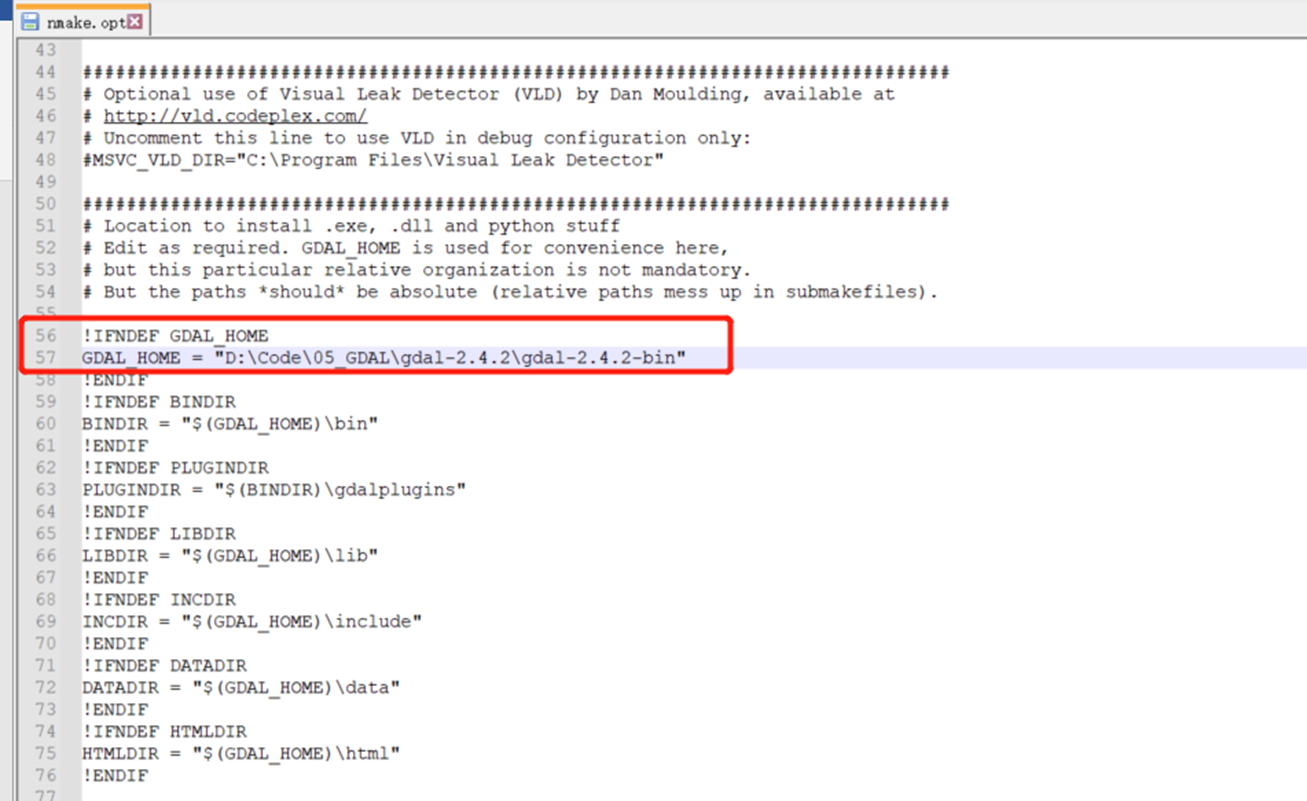 nmake.opt
43
44 ###############################################################################
45 # Optional use of Visual Leak Detector (VLD) by Dan Moulding, available at
46 # http://vld.codeplex.com/
47 # Uncomment this line to use VLD in debug configuration only:
48 #MSVC_VLD_DIR="C:\Program Files\Visual Leak Detector"
49
50 ###############################################################################
51 # Location to install .exe, .dll and python stuff
52 # Edit as required. GDAL_HOME is used for convenience here,
53 # but this particular relative organization is not mandatory.
54 # But the paths *should* be absolute (relative paths mess up in submakefiles).
55
56 !IFNDEF GDAL_HOME
57 GDAL_HOME = "D:\Code\05_GDAL\gdal-2.4.2\gdal-2.4.2-bin"
58 !ENDIF
59 !IFNDEF BINDIR
60 BINDIR = "$(GDAL_HOME)\bin"
61 !ENDIF
62 !IFNDEF PLUGINDIR
63 PLUGINDIR = "$(BINDIR)\gdalplugins"
64 !ENDIF
65 !IFNDEF LIBDIR
66 LIBDIR = "$(GDAL_HOME)\lib"
67 !ENDIF
68 !IFNDEF INCDIR
69 INCDIR = "$(GDAL_HOME)\include"
70 !ENDIF
71 !IFNDEF DATADIR
72 DATADIR = "$(GDAL_HOME)\data"
73 !ENDIF
74 !IFNDEF HTMLDIR
75 HTMLDIR = "$(GDAL_HOME)\html"
76 !ENDIF
77